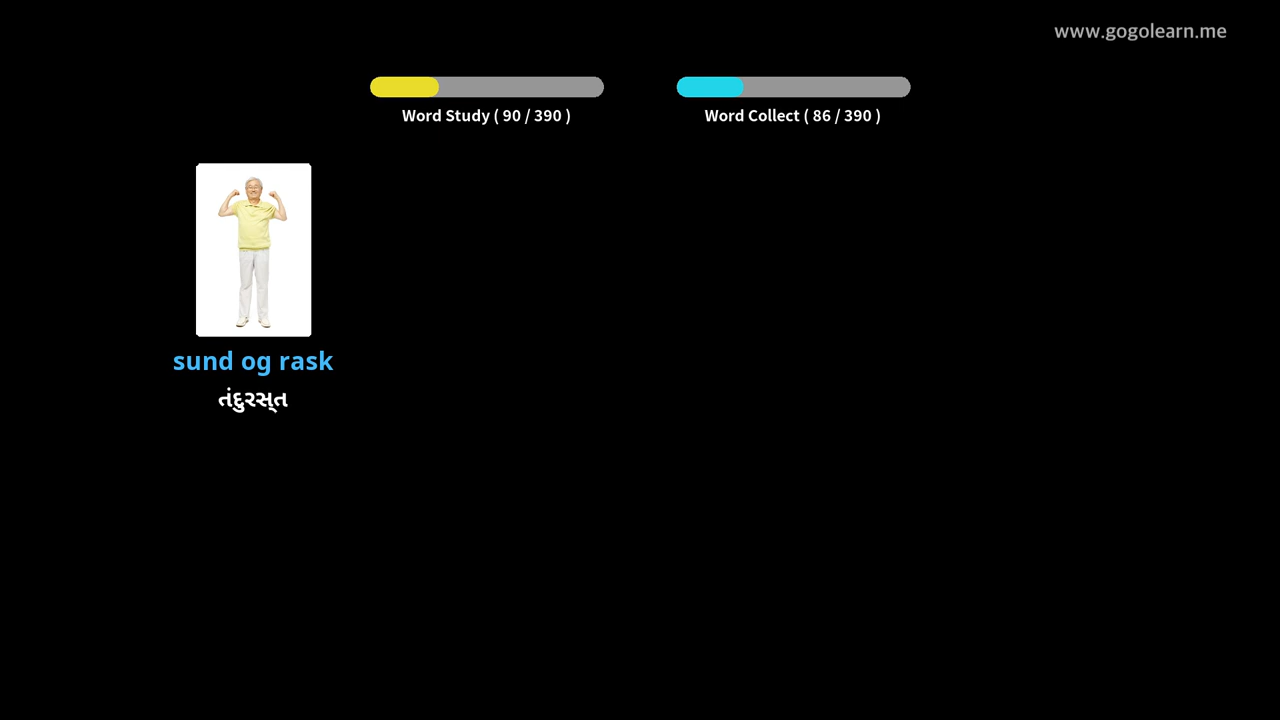 www.gogolearn.me
Word Study ( 90 / 390 )
Word Collect ( 86 / 390 )
sund og rask
તંદુરસ્ત